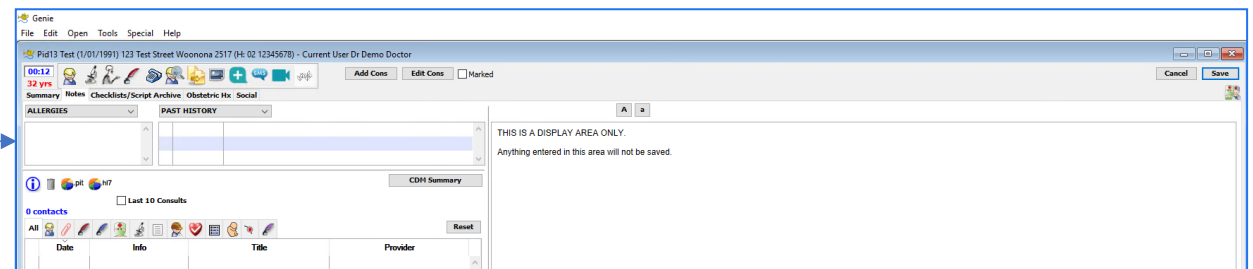 Genie
File Edit Open Tools Special Help
Pid13 Test (1/01/1991) 123 Test Street Woonona 2517 (H: 02 12345678) - Current User Dr Demo Doctor
00:12
32 yrs
SMS
Add Cons Edit Cons Marked Cancel Save
Summary Notes Checklists/Script Archive Obstetric Hx Social
ALLERGIES PAST HISTORY A a
THIS IS A DISPLAY AREA ONLY.
Anything entered in this area will not be saved.
pit hl7 CDM Summary
Last 10 Consults
0 contacts
All Reset
Date Info Title Provider